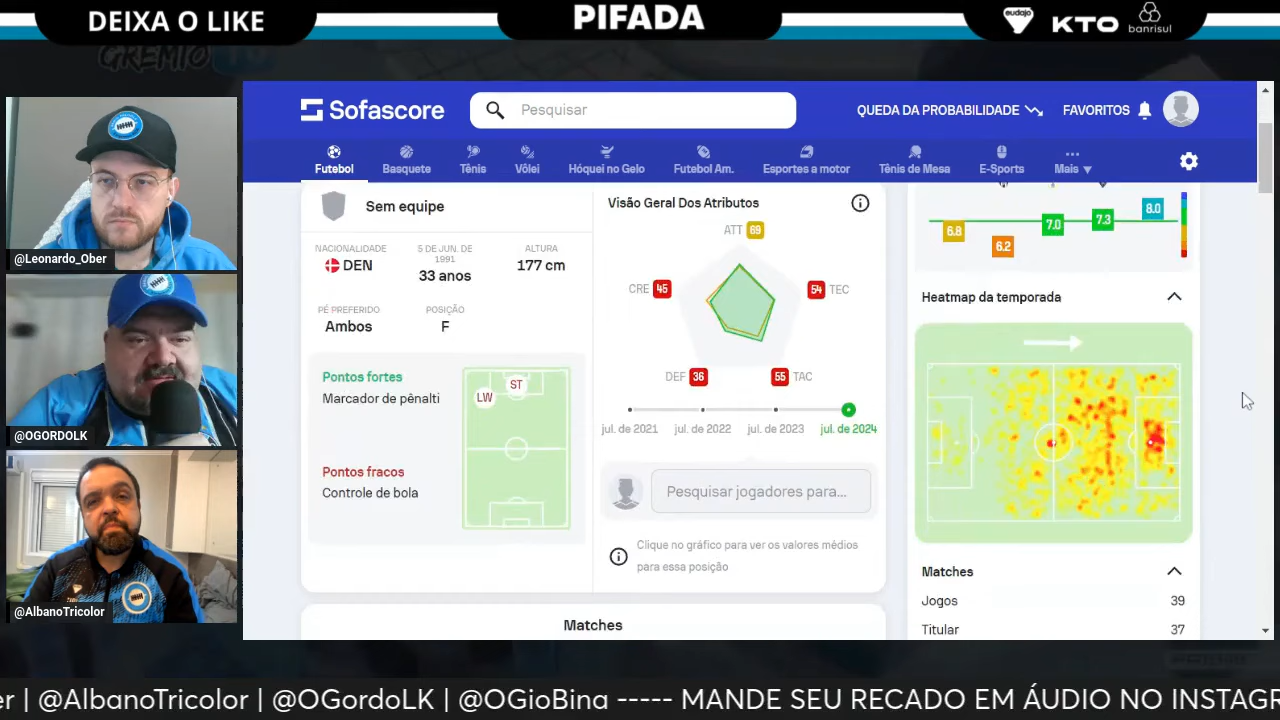 DEIXA O LIKE
PIFADA
eudajo
KTO
banrisul
GRÊMIO
Sofascore
Pesquisar
QUEDA DA PROBABILIDADE
FAVORITOS
Futebol
Basquete
Tênis
Vôlei
Hóquei no Gelo
Futebol Am.
Esportes a motor
Tênis de Mesa
E-Sports
Mais
Sem equipe
NACIONALIDADE
DEN
5 DE JUN. DE
1991
33 anos
ALTURA
177 cm
PÉ PREFERIDO
Ambos
POSIÇÃO
F
Pontos fortes
Marcador de pênalti
Pontos fracos
Controle de bola
LW
ST
Visão Geral Dos Atributos
ATT 69
CRE 45
54 TEC
DEF 36
55 TAC
jul. de 2021
jul. de 2022
jul. de 2023
jul. de 2024
Pesquisar jogadores para...
Clique no gráfico para ver os valores médios
para essa posição
Matches
6.8
6.2
7.0
7.3
8.0
Heatmap da temporada
Matches
Jogos 39
Titular 37
@Leonardo_Ober
@OGORDOLK
@AlbanoTricolor
er | @AlbanoTricolor | @OGordoLK | @OGioBina ----- MANDE SEU RECADO EM ÁUDIO NO INSTAGR